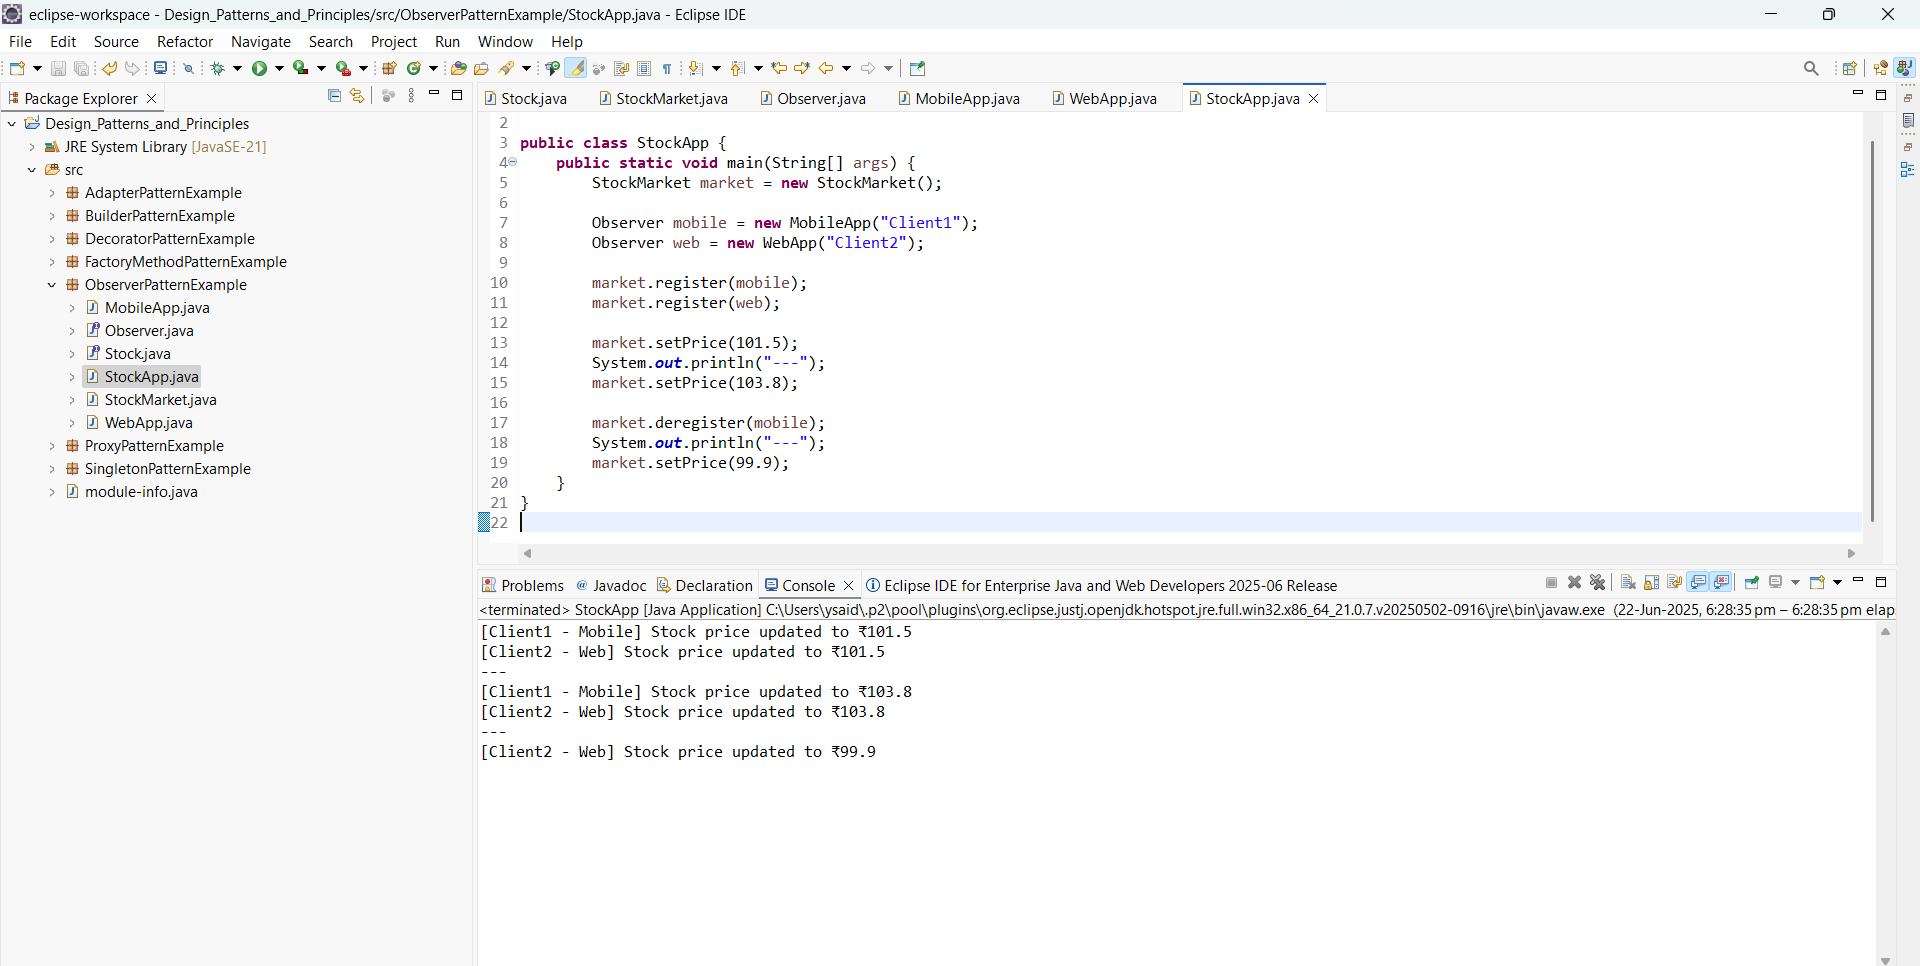 eclipse-workspace - Design_Patterns_and_Principles/src/ObserverPatternExample/StockApp.java - Eclipse IDE
File Edit Source Refactor Navigate Search Project Run Window Help
Package Explorer
Design_Patterns_and_Principles
JRE System Library [JavaSE-21]
src
AdapterPatternExample
BuilderPatternExample
DecoratorPatternExample
FactoryMethodPatternExample
ObserverPatternExample
MobileApp.java
Observer.java
Stock.java
StockApp.java
StockMarket.java
WebApp.java
ProxyPatternExample
SingletonPatternExample
module-info.java
Stock.java StockMarket.java Observer.java MobileApp.java WebApp.java StockApp.java
2
3 public class StockApp {
4     public static void main(String[] args) {
5         StockMarket market = new StockMarket();
6
7         Observer mobile = new MobileApp("Client1");
8         Observer web = new WebApp("Client2");
9
10         market.register(mobile);
11         market.register(web);
12
13         market.setPrice(101.5);
14         System.out.println("---");
15         market.setPrice(103.8);
16
17         market.deregister(mobile);
18         System.out.println("---");
19         market.setPrice(99.9);
20     }
21 }
22
Problems Javadoc Declaration Console Eclipse IDE for Enterprise Java and Web Developers 2025-06 Release
<terminated> StockApp [Java Application] C:\Users\ysaid\.p2\pool\plugins\org.eclipse.justj.openjdk.hotspot.jre.full.win32.x86_64_21.0.7.v20250502-0916\jre\bin\javaw.exe (22-Jun-2025, 6:28:35 pm – 6:28:35 pm elap
[Client1 - Mobile] Stock price updated to ₹101.5
[Client2 - Web] Stock price updated to ₹101.5
---
[Client1 - Mobile] Stock price updated to ₹103.8
[Client2 - Web] Stock price updated to ₹103.8
---
[Client2 - Web] Stock price updated to ₹99.9